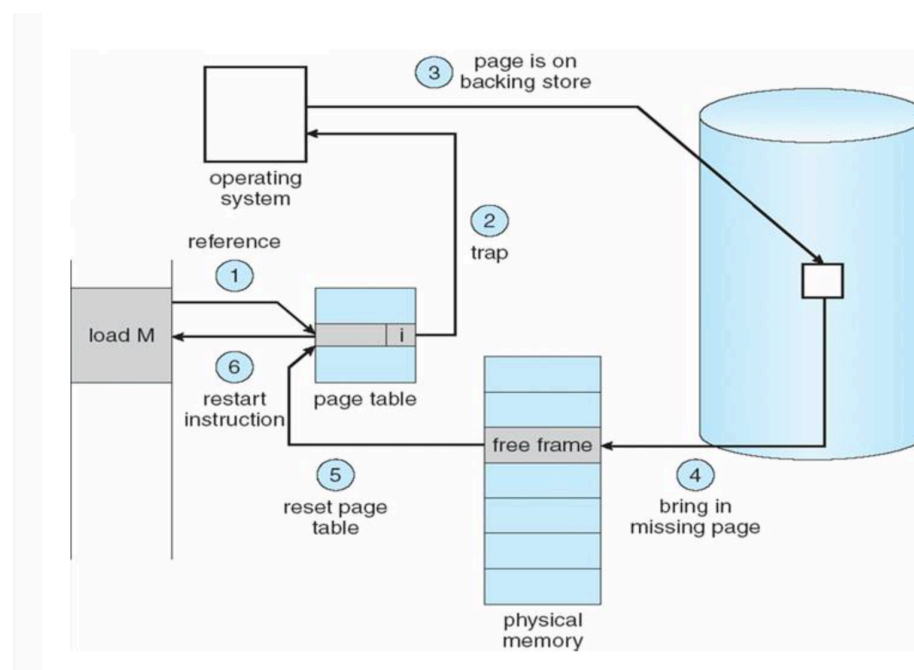 3
page is on
backing store
operating
system
2
trap
reference
1
load M
i
6
restart
instruction
page table
free frame
5
reset page
table
4
bring in
missing page
physical
memory